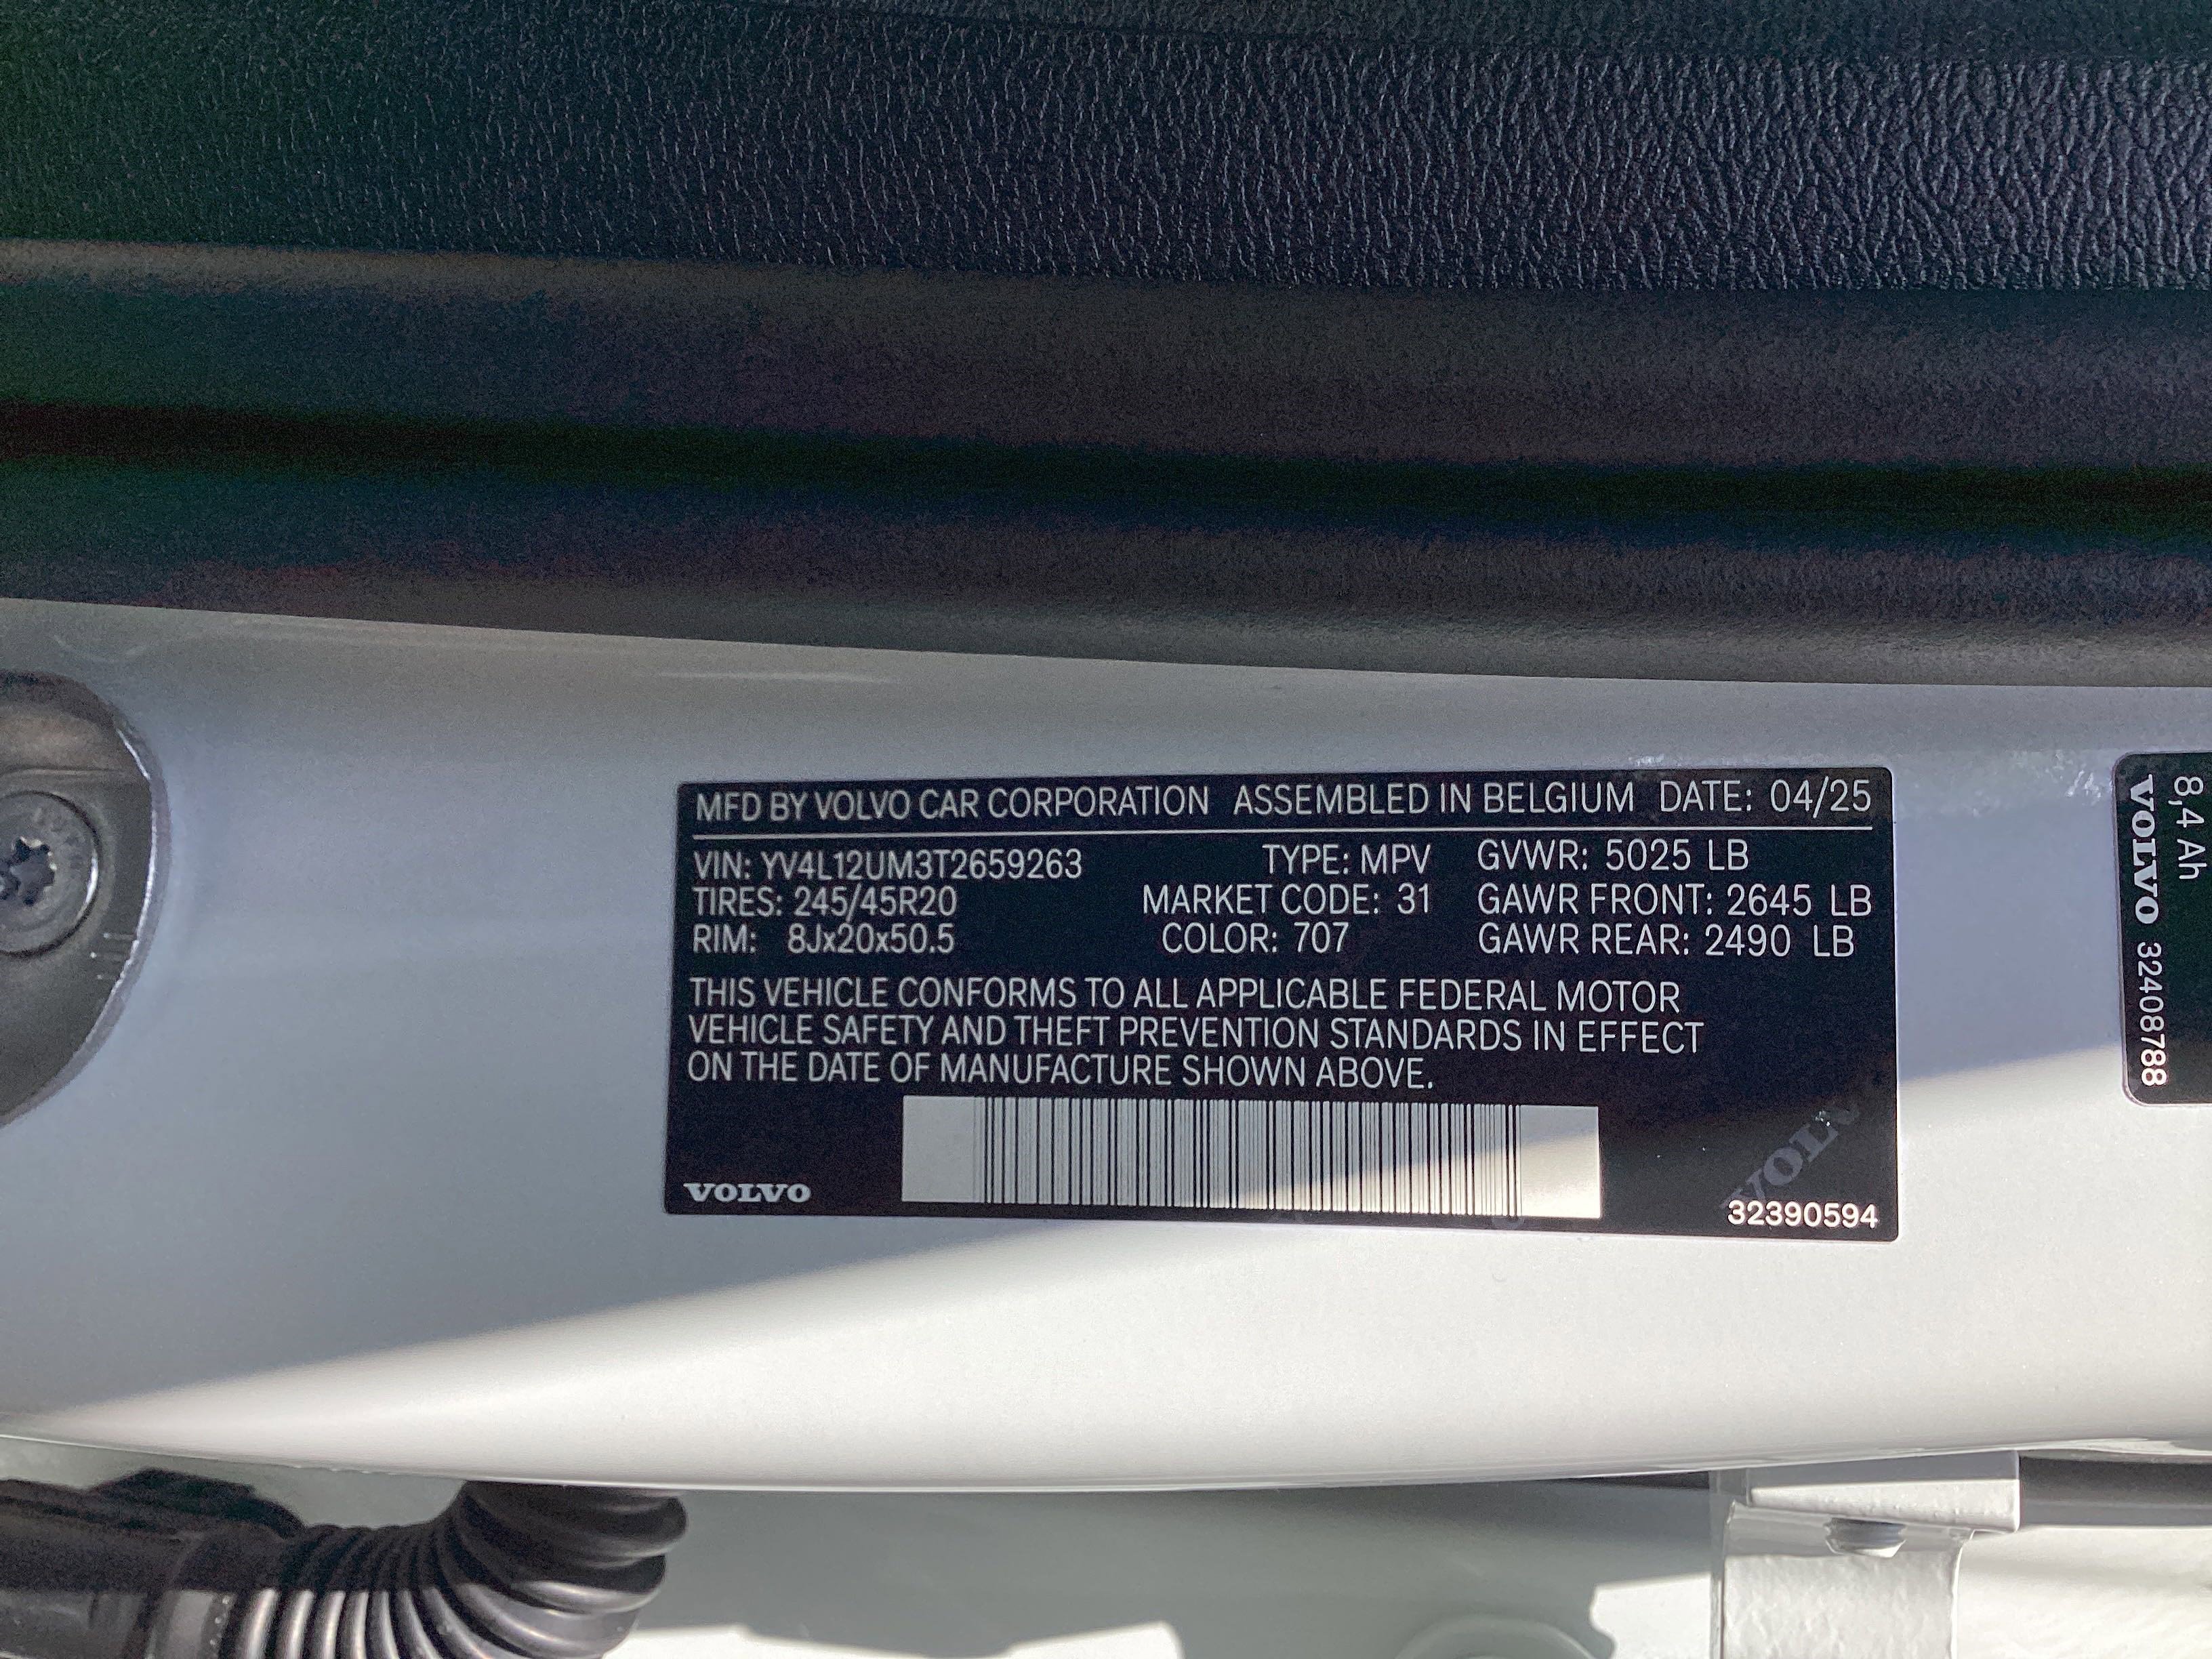 MFD BY VOLVO CAR CORPORATION ASSEMBLED IN BELGIUM DATE: 04/25
VIN: YV4L12UM3T2659263 TYPE: MPV GVWR: 5025 LB
TIRES: 245/45R20 MARKET CODE: 31 GAWR FRONT: 2645 LB
RIM: 8Jx20x50.5 COLOR: 707 GAWR REAR: 2490 LB
THIS VEHICLE CONFORMS TO ALL APPLICABLE FEDERAL MOTOR
VEHICLE SAFETY AND THEFT PREVENTION STANDARDS IN EFFECT
ON THE DATE OF MANUFACTURE SHOWN ABOVE.
VOLVO
VOLV
32390594
8,4 Ah
VOLVO 32408788